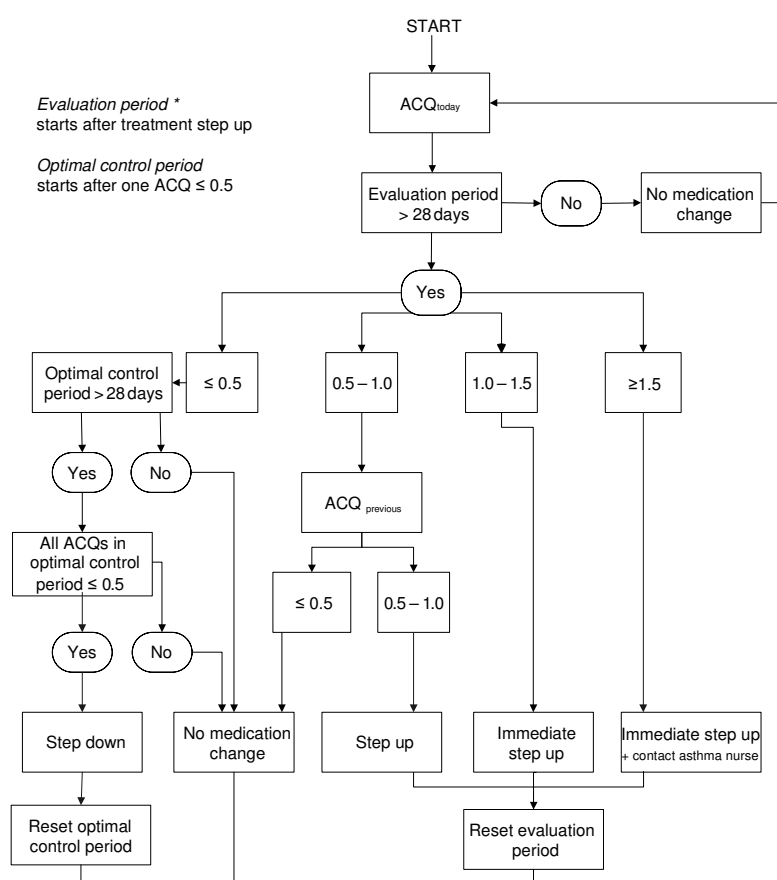 START
Evaluation period *
starts after treatment step up
Optimal control period
starts after one ACQ ≤ 0.5
ACQtoday
Evaluation period
> 28 days
No
No medication
change
Yes
Optimal control
period > 28 days
≤ 0.5
0.5 – 1.0
1.0 – 1.5
≥1.5
Yes
No
ACQ previous
All ACQs in
optimal control
period ≤ 0.5
≤ 0.5
0.5 – 1.0
Yes
No
Step down
No medication
change
Step up
Immediate
step up
Immediate step up
+ contact asthma nurse
Reset optimal
control period
Reset evaluation
period